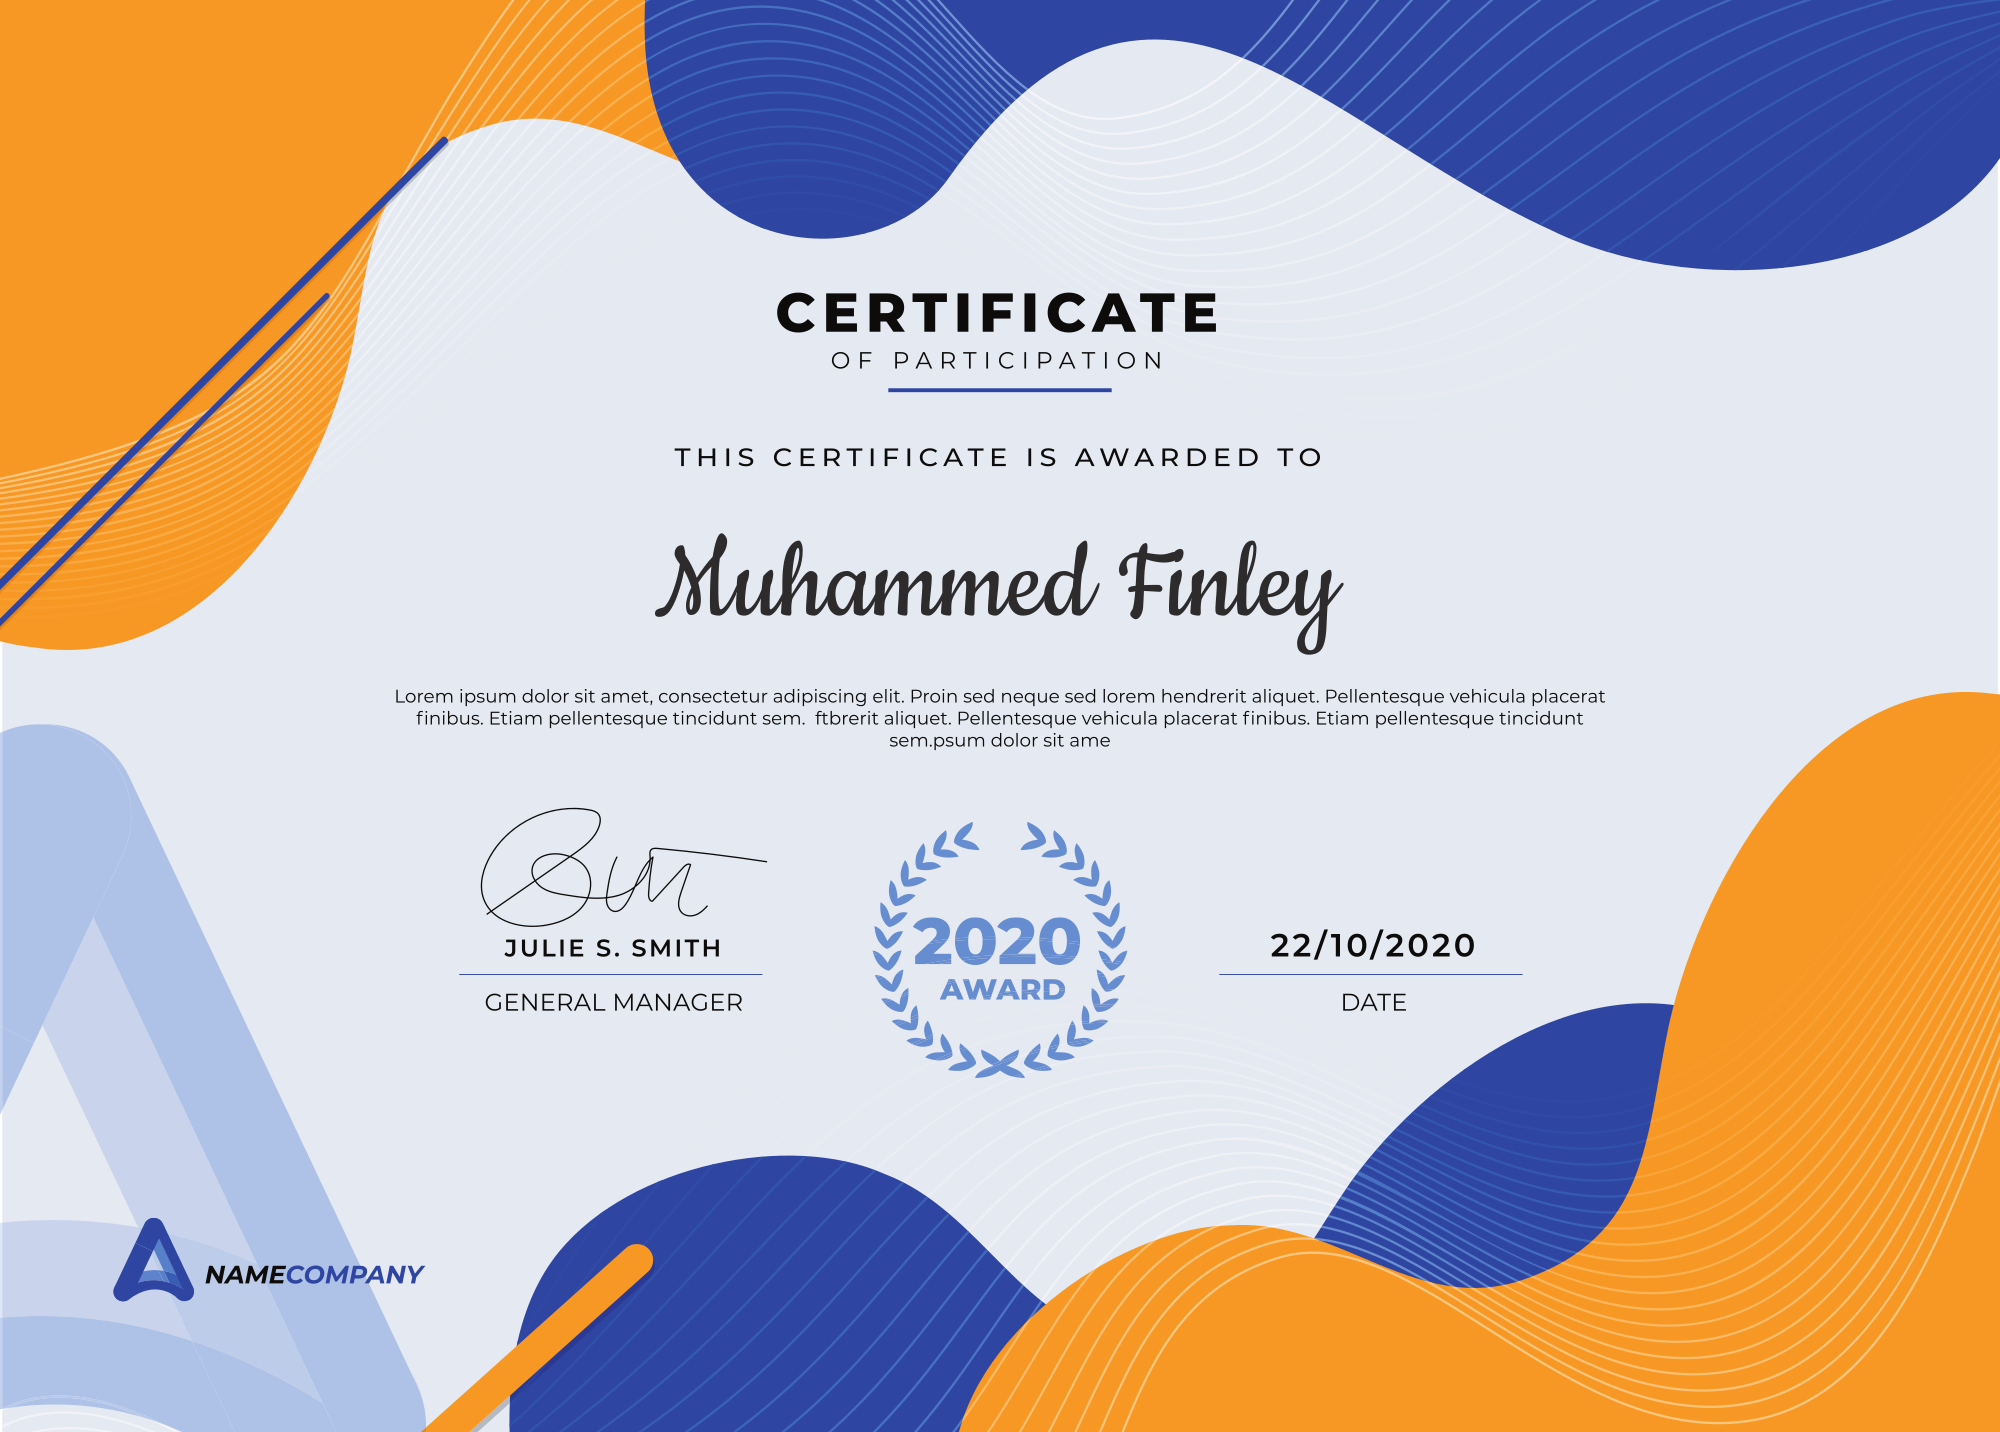 CERTIFICATE
OF PARTICIPATION
THIS CERTIFICATE IS AWARDED TO
Muhammed Finley
Lorem ipsum dolor sit amet, consectetur adipiscing elit. Proin sed neque sed lorem hendrerit aliquet. Pellentesque vehicula placerat
finibus. Etiam pellentesque tincidunt sem.  ftbrerit aliquet. Pellentesque vehicula placerat finibus. Etiam pellentesque tincidunt
sem.psum dolor sit ame
JULIE S. SMITH
GENERAL MANAGER
2020
AWARD
22/10/2020
DATE
NAMECOMPANY